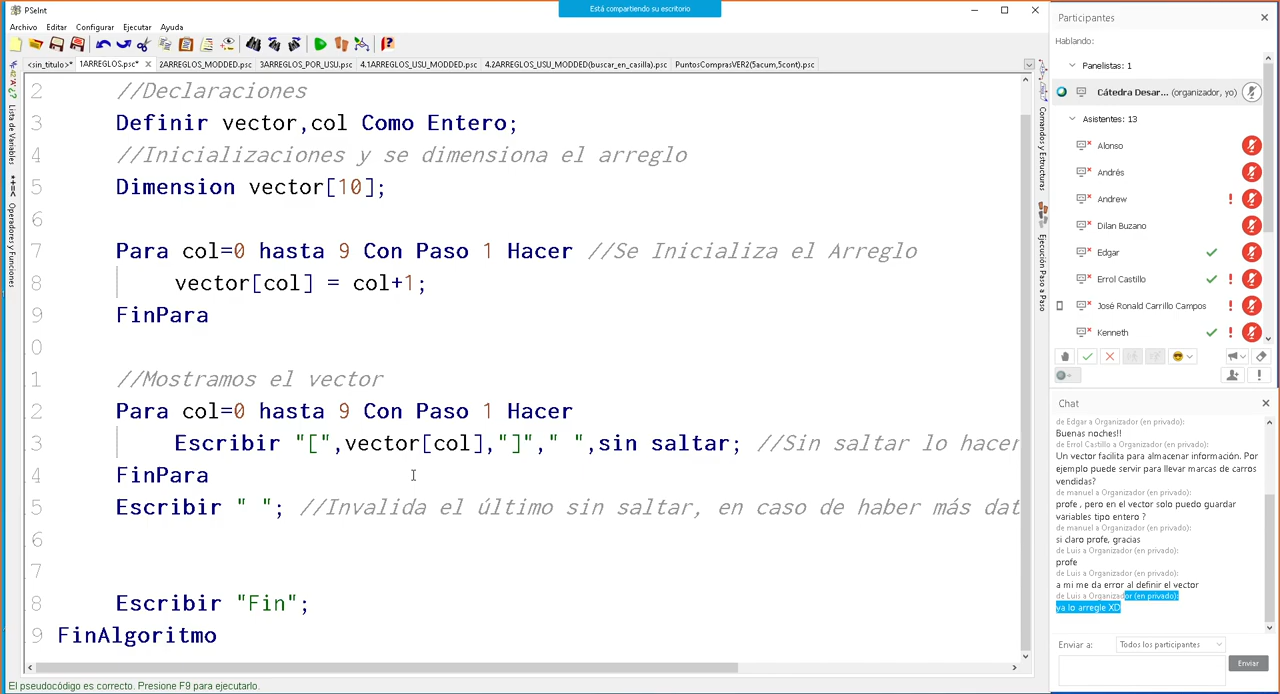 PSeInt
Está compartiendo su escritorio
Archivo Editar Configurar Ejecutar Ayuda
<sin_titulo>* 1ARREGLOS.psc* 2ARREGLOS_MODDED.psc 3ARREGLOS_POR_USU.psc 4.1ARREGLOS_USU_MODDED.psc 4.2ARREGLOS_USU_MODDED(buscar_en_casilla).psc PuntosComprasVER2(5acum,5cont).psc
Lista de Variables
Operadores y Funciones
2 //Declaraciones
3 Definir vector,col Como Entero;
4 //Inicializaciones y se dimensiona el arreglo
5 Dimension vector[10];
6
7 Para col=0 hasta 9 Con Paso 1 Hacer //Se Inicializa el Arreglo
8 vector[col] = col+1;
9 FinPara
0
1 //Mostramos el vector
2 Para col=0 hasta 9 Con Paso 1 Hacer
3 Escribir "[",vector[col],"]"," ",sin saltar; //Sin saltar lo hacer
4 FinPara
5 Escribir " "; //Invalida el último sin saltar, en caso de haber más dat
6
7
8 Escribir "Fin";
9 FinAlgoritmo
El pseudocódigo es correcto. Presione F9 para ejecutarlo.
Comandos y Estructuras
Ejecución Paso a Paso
Participantes
Hablando:
Panelistas: 1
Cátedra Desar... (organizador, yo)
Asistentes: 13
Alonso
Andrés
Andrew
Dilan Buzano
Edgar
Errol Castillo
José Ronald Carrillo Campos
Kenneth
Chat
de Edgar a Organizador (en privado):
Buenas noches!!
de Errol Castillo a Organizador (en privado):
Un vector facilita para almacenar información. Por
ejemplo puede servir para llevar marcas de carros
vendidas?
de manuel a Organizador (en privado):
profe , pero en el vector solo puedo guardar
variables tipo entero ?
de manuel a Organizador (en privado):
si claro profe, gracias
de Luis a Organizador (en privado):
profe
de Luis a Organizador (en privado):
a mi me da error al definir el vector
de Luis a Organizador (en privado):
ya lo arregle XD
Enviar a: Todos los participantes
Enviar